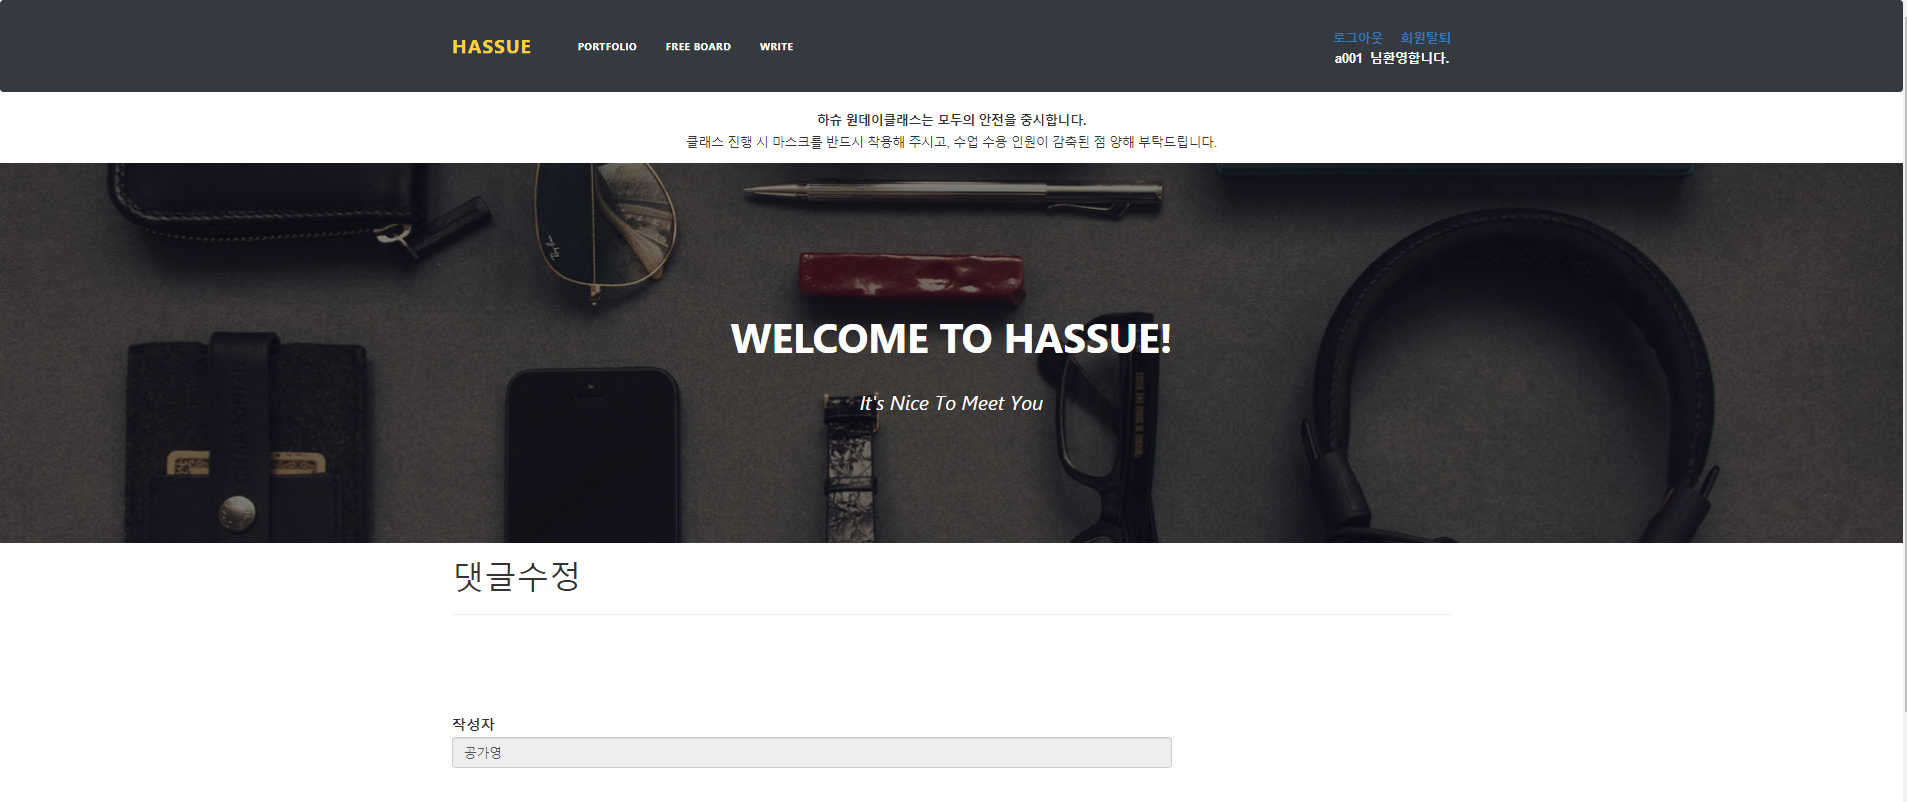 HASSUE PORTFOLIO FREE BOARD WRITE
로그아웃 회원탈퇴
a001 님환영합니다.
하슈 원데이클래스는 모두의 안전을 중시합니다.
클래스 진행 시 마스크를 반드시 착용해 주시고, 수업 수용 인원이 감축된 점 양해 부탁드립니다.
WELCOME TO HASSUE!
It's Nice To Meet You
댓글수정
작성자
공가영